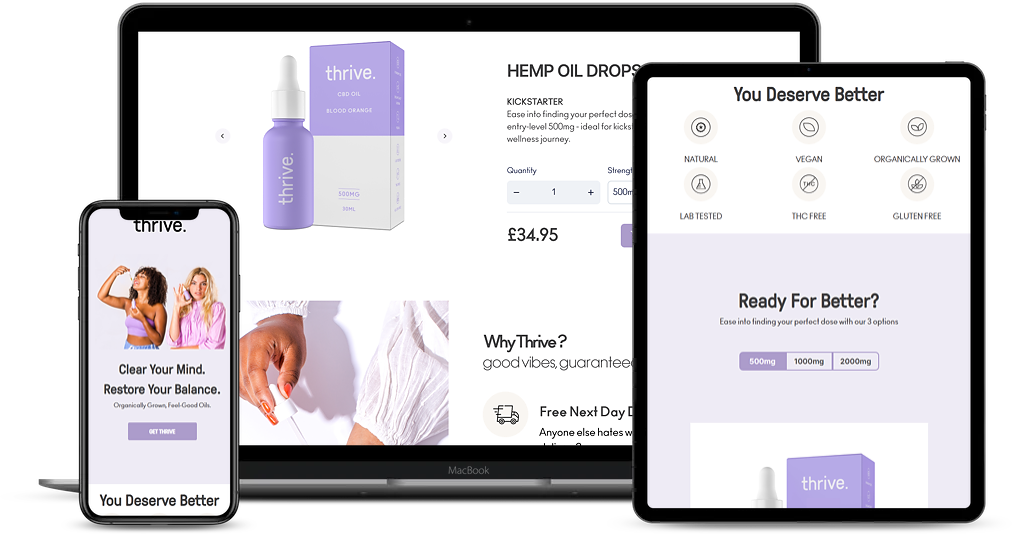 thrive.
CBD OIL
BLOOD ORANGE
thrive.
500MG
30ML
HEMP OIL DROPS
KICKSTARTER
Ease into finding your perfect dose
entry-level 500mg - ideal for kicks
wellness journey.
Quantity
Strengt
−
1
+
500m
£34.95
Why Thrive ?
good vibes, guaranteed
Free Next Day D
Anyone else hates w
MacBook
thrive.
Clear Your Mind.
Restore Your Balance.
Organically Grown, Feel-Good Oils.
GET THRIVE
You Deserve Better
You Deserve Better
NATURAL
VEGAN
ORGANICALLY GROWN
THC
LAB TESTED
THC FREE
GLUTEN FREE
Ready For Better?
Ease into finding your perfect dose with our 3 options
500mg
1000mg
2000mg
thrive.